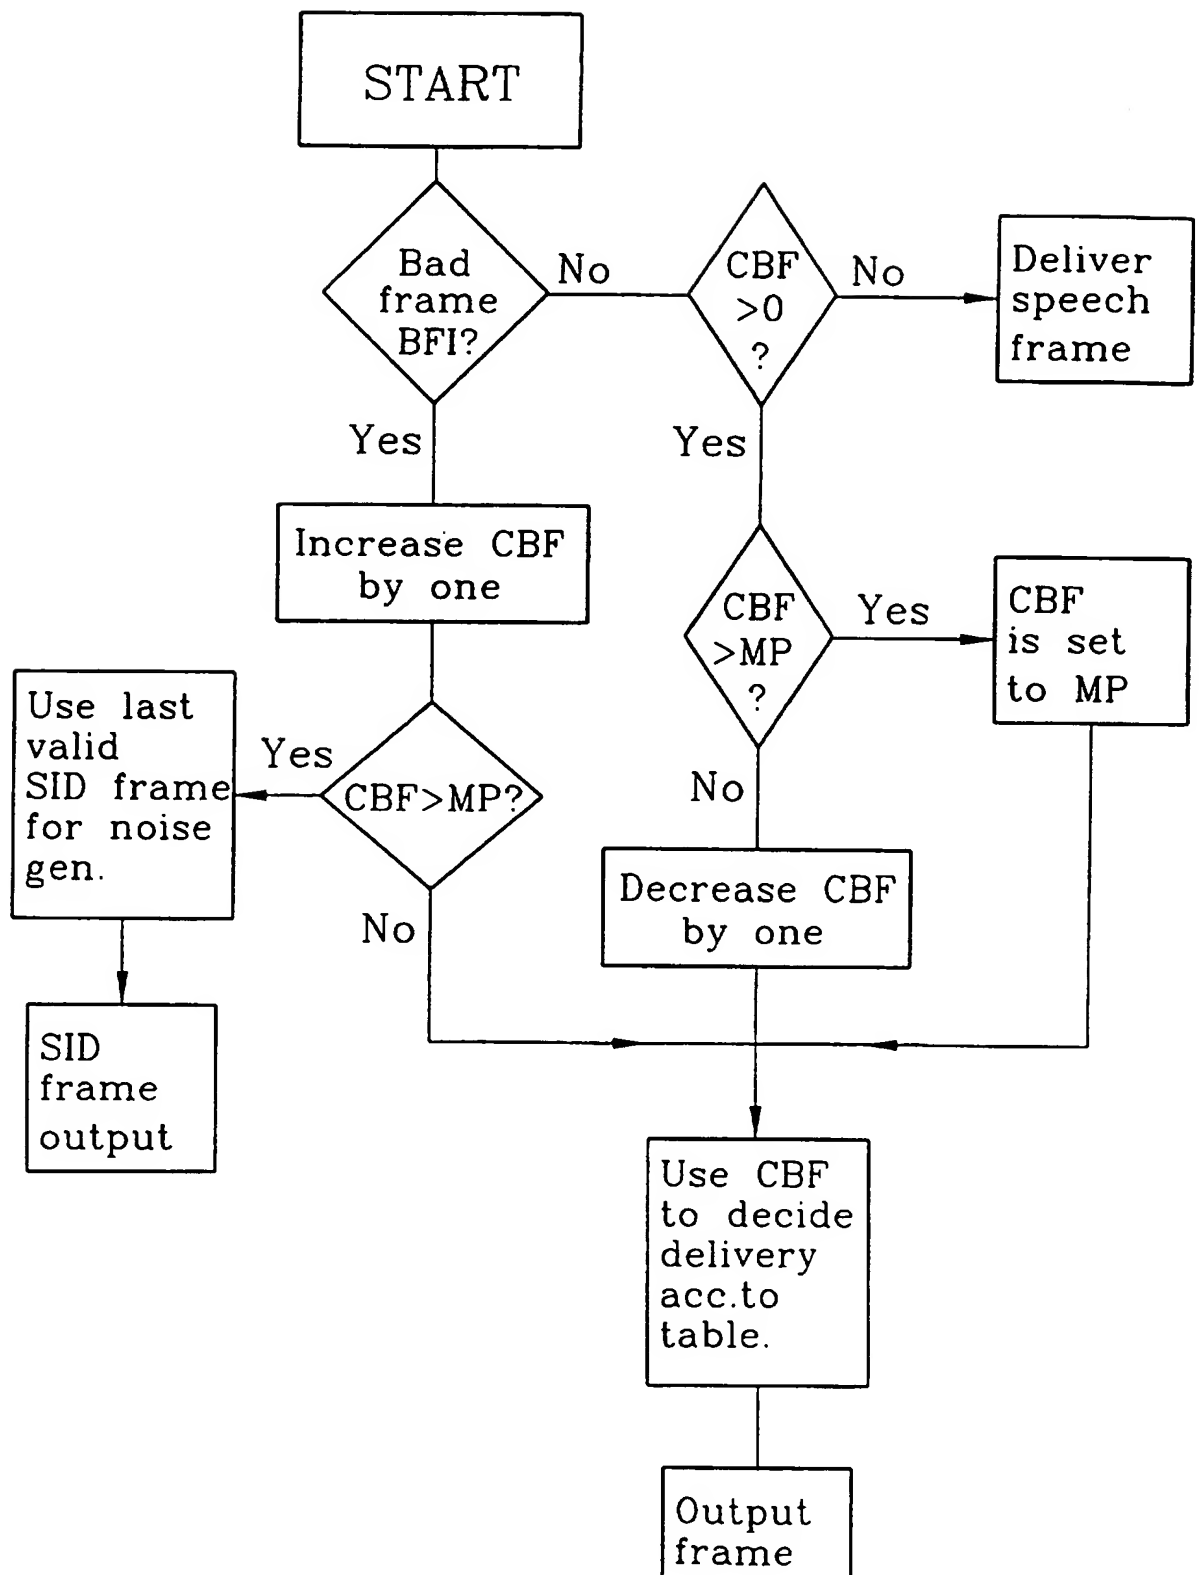 START
Bad
frame
BFI?
No
CBF
>0
?
No
Deliver
speech
frame
Yes
Yes
Increase CBF
by one
CBF
>MP
?
Yes
CBF
is set
to MP
Use last
valid
SID frame
for noise
gen.
Yes
CBF>MP?
No
No
Decrease CBF
by one
SID
frame
output
Use CBF
to decide
delivery
acc.to
table.
Output
frame